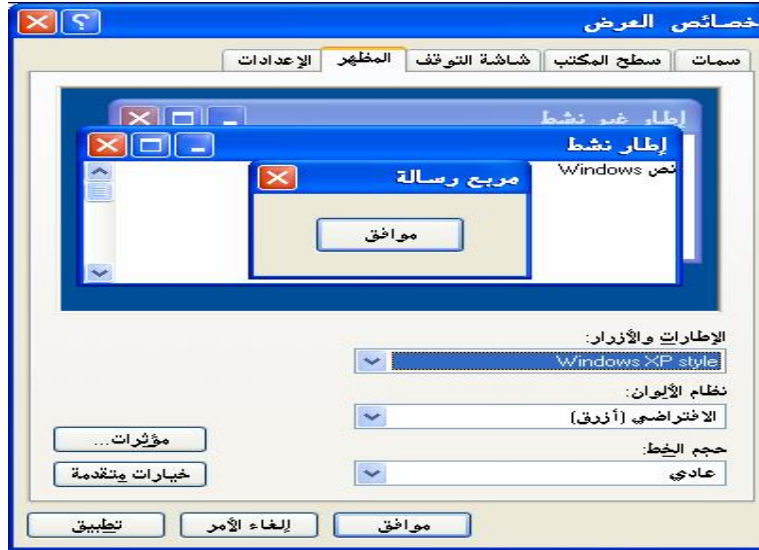 خصائص العرض
سمات
سطح المكتب
شاشة التوقف
المظهر
الإعدادات
إطار غير نشط
إطار نشط
نص Windows
مربع رسالة
موافق
الإطارات والأزرار:
Windows XP style
نظام الألوان:
الافتراضي (أزرق)
حجم الخط:
عادي
مؤثرات...
خيارات متقدمة
موافق
إلغاء الأمر
تطبيق